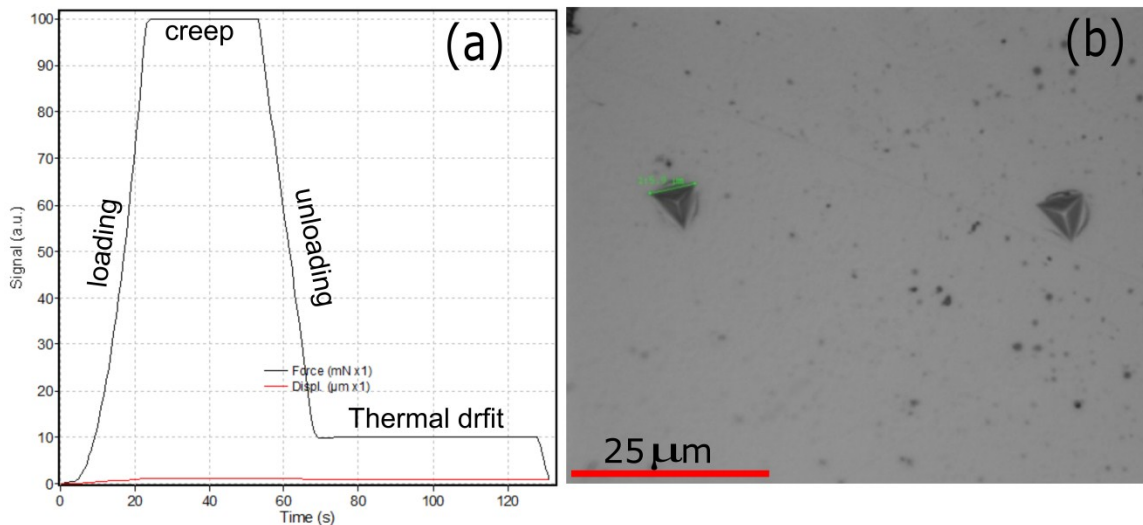 (a)
creep
loading
unloading
Thermal drfit
Force (mN x1)
Displ. (µm x1)
Signal (a.u.)
100
90
80
70
60
50
40
30
20
10
0
0 20 40 60 80 100 120
Time (s)
(b)
25 µm